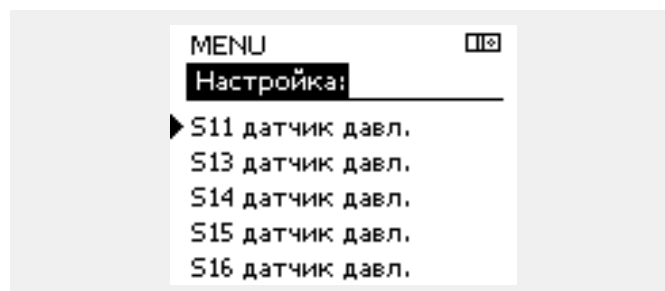 MENU
Настройка:
S11 датчик давл.
S13 датчик давл.
S14 датчик давл.
S15 датчик давл.
S16 датчик давл.